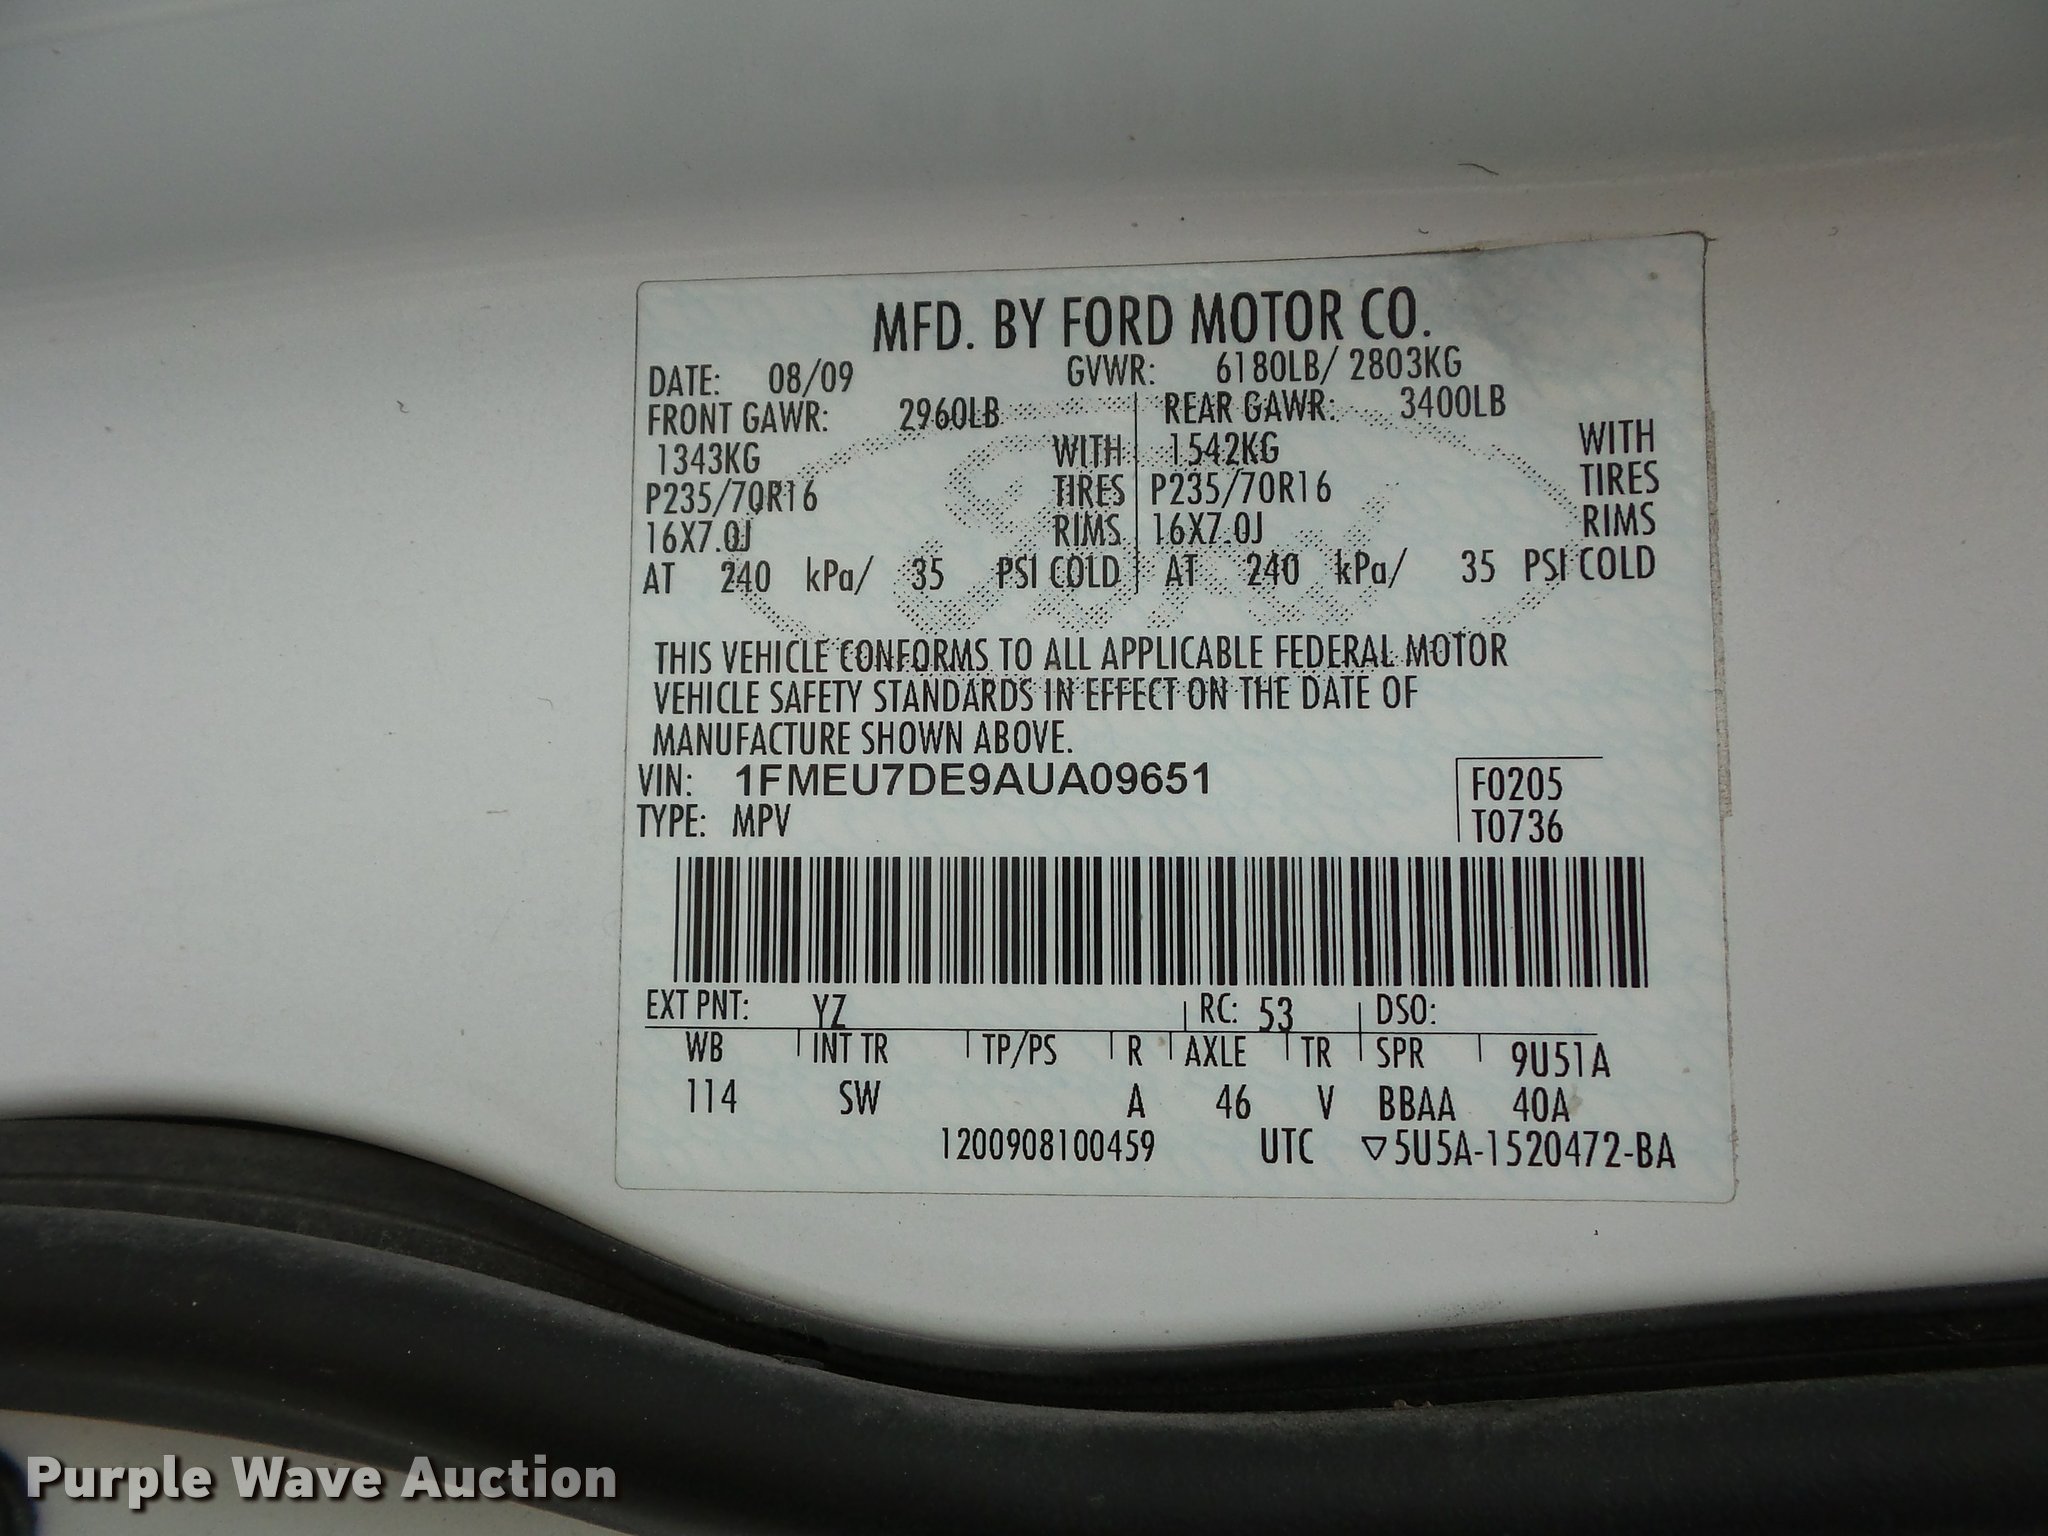 MFD. BY FORD MOTOR CO.
DATE: 08/09 GVWR: 6180LB/ 2803KG
FRONT GAWR: 2960LB REAR GAWR: 3400LB
1343KG WITH 1542KG WITH
P235/70R16 TIRES P235/70R16 TIRES
16X7.0J RIMS 16X7.0J RIMS
AT 240 kPa/ 35 PSI COLD AT 240 kPa/ 35 PSI COLD
THIS VEHICLE CONFORMS TO ALL APPLICABLE FEDERAL MOTOR
VEHICLE SAFETY STANDARDS IN EFFECT ON THE DATE OF
MANUFACTURE SHOWN ABOVE.
VIN: 1FMEU7DE9AUA09651 F0205
TYPE: MPV T0736
EXT PNT: YZ RC: 53 DSO:
WB INT TR TP/PS R AXLE TR SPR 9U51A
114 SW A 46 V BBAA 40A
1200908100459 UTC ▽5U5A-1520472-BA
Purple Wave Auction